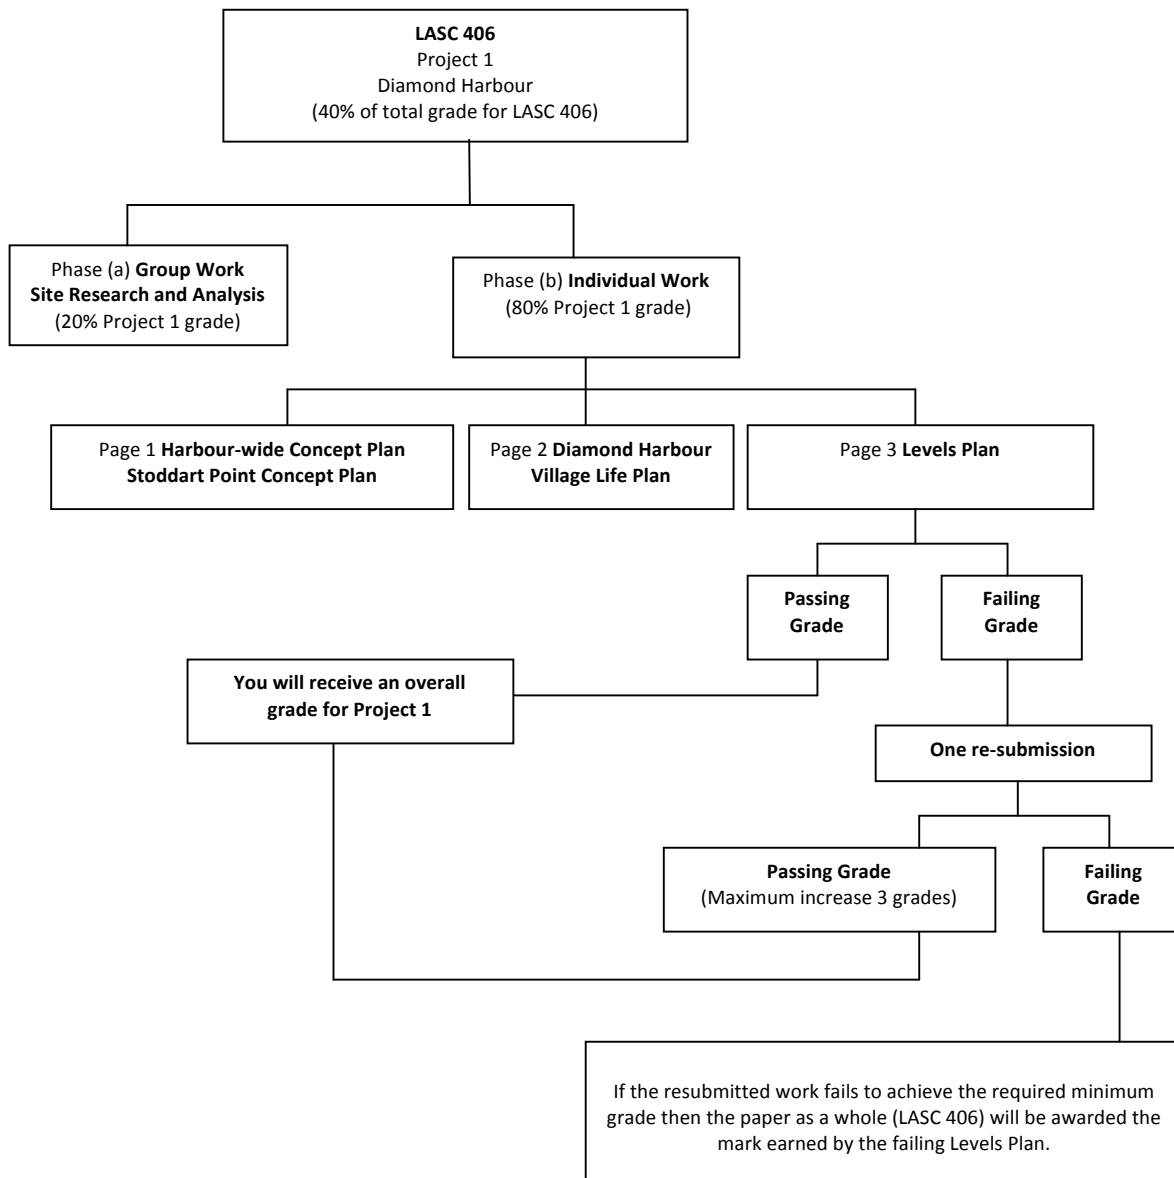 LASC 406
Project 1
Diamond Harbour
(40% of total grade for LASC 406)
Phase (a) Group Work
Site Research and Analysis
(20% Project 1 grade)
Phase (b) Individual Work
(80% Project 1 grade)
Page 1 Harbour-wide Concept Plan
Stoddart Point Concept Plan
Page 2 Diamond Harbour
Village Life Plan
Page 3 Levels Plan
Passing
Grade
Failing
Grade
You will receive an overall
grade for Project 1
One re-submission
Passing Grade
(Maximum increase 3 grades)
Failing
Grade
If the resubmitted work fails to achieve the required minimum
grade then the paper as a whole (LASC 406) will be awarded the
mark earned by the failing Levels Plan.